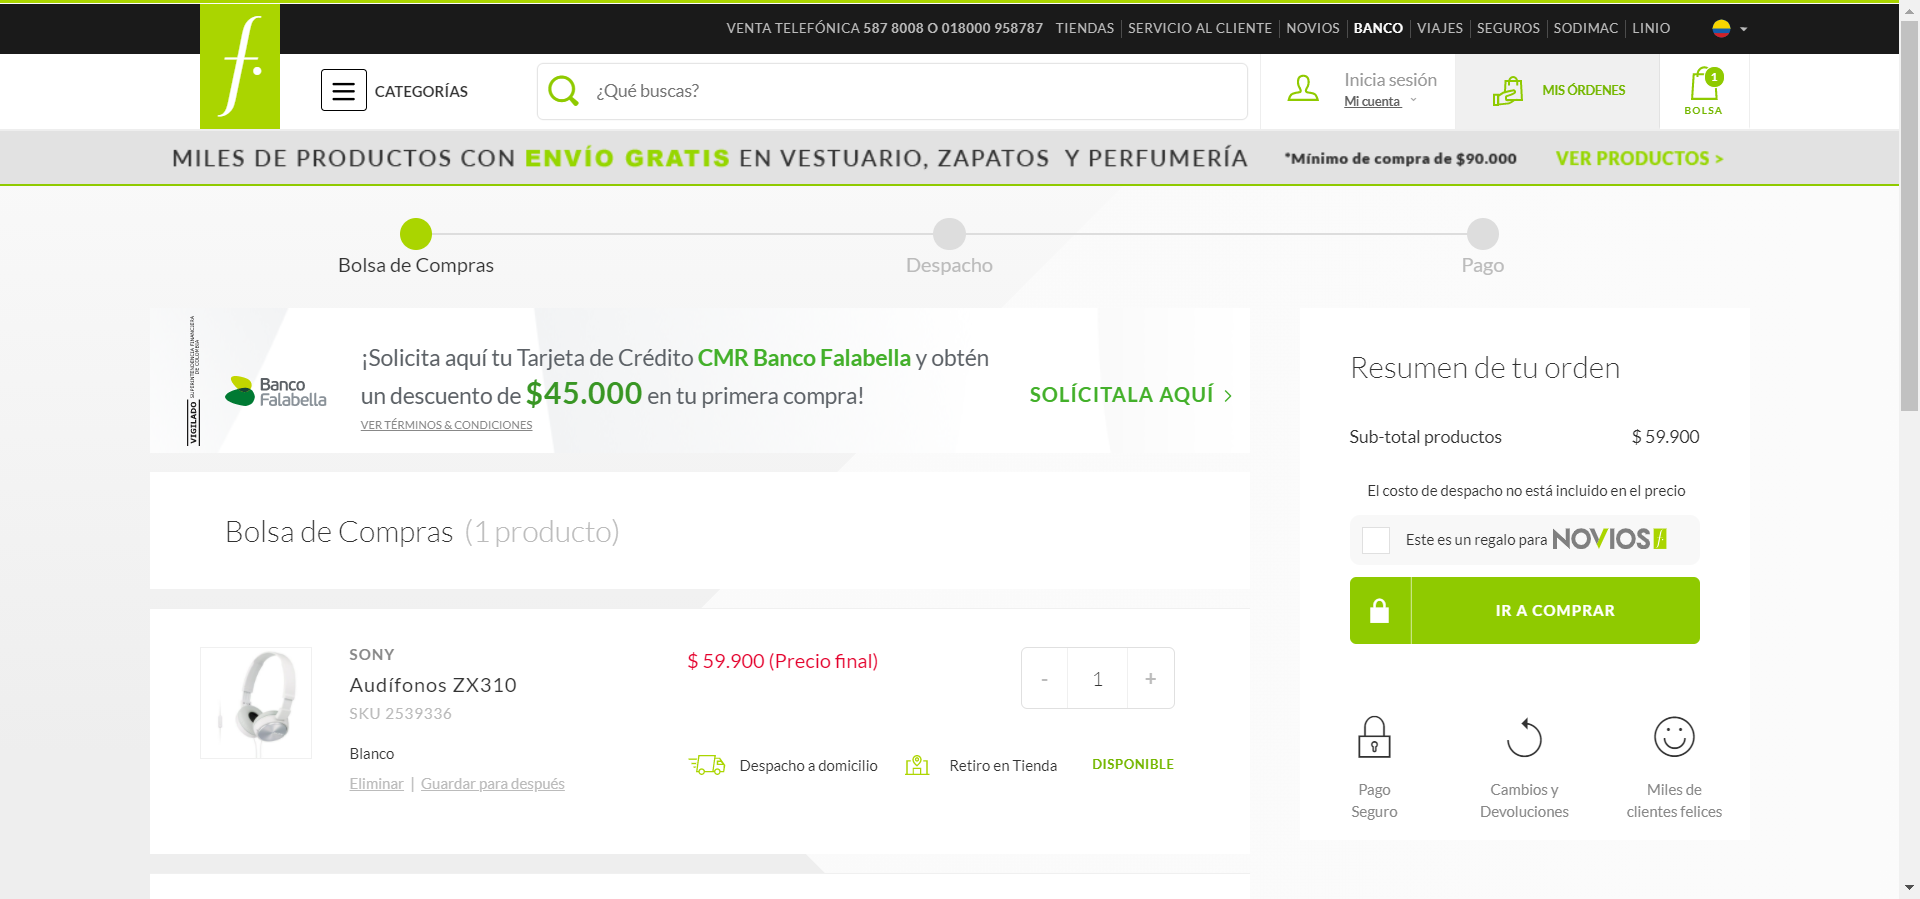 VENTA TELEFÓNICA 587 8008 O 018000 958787 TIENDAS SERVICIO AL CLIENTE NOVIOS BANCO VIAJES SEGUROS SODIMAC LINIO
f.
CATEGORÍAS
¿Qué buscas?
Inicia sesión
Mi cuenta
MIS ÓRDENES
1
BOLSA
MILES DE PRODUCTOS CON ENVÍO GRATIS EN VESTUARIO, ZAPATOS Y PERFUMERÍA *Mínimo de compra de $90.000 VER PRODUCTOS >
Bolsa de Compras
Despacho
Pago
VIGILADO SUPERINTENDENCIA FINANCIERA
DE COLOMBIA
Banco
Falabella
¡Solicita aquí tu Tarjeta de Crédito CMR Banco Falabella y obtén
un descuento de $45.000 en tu primera compra!
VER TÉRMINOS & CONDICIONES
SOLÍCITALA AQUÍ >
Bolsa de Compras (1 producto)
SONY
Audífonos ZX310
SKU 2539336
Blanco
Eliminar | Guardar para después
$ 59.900 (Precio final)
- 1 +
Despacho a domicilio
Retiro en Tienda
DISPONIBLE
Resumen de tu orden
Sub-total productos $ 59.900
El costo de despacho no está incluido en el precio
Este es un regalo para NOVIOS f.
IR A COMPRAR
Pago
Seguro
Cambios y
Devoluciones
Miles de
clientes felices